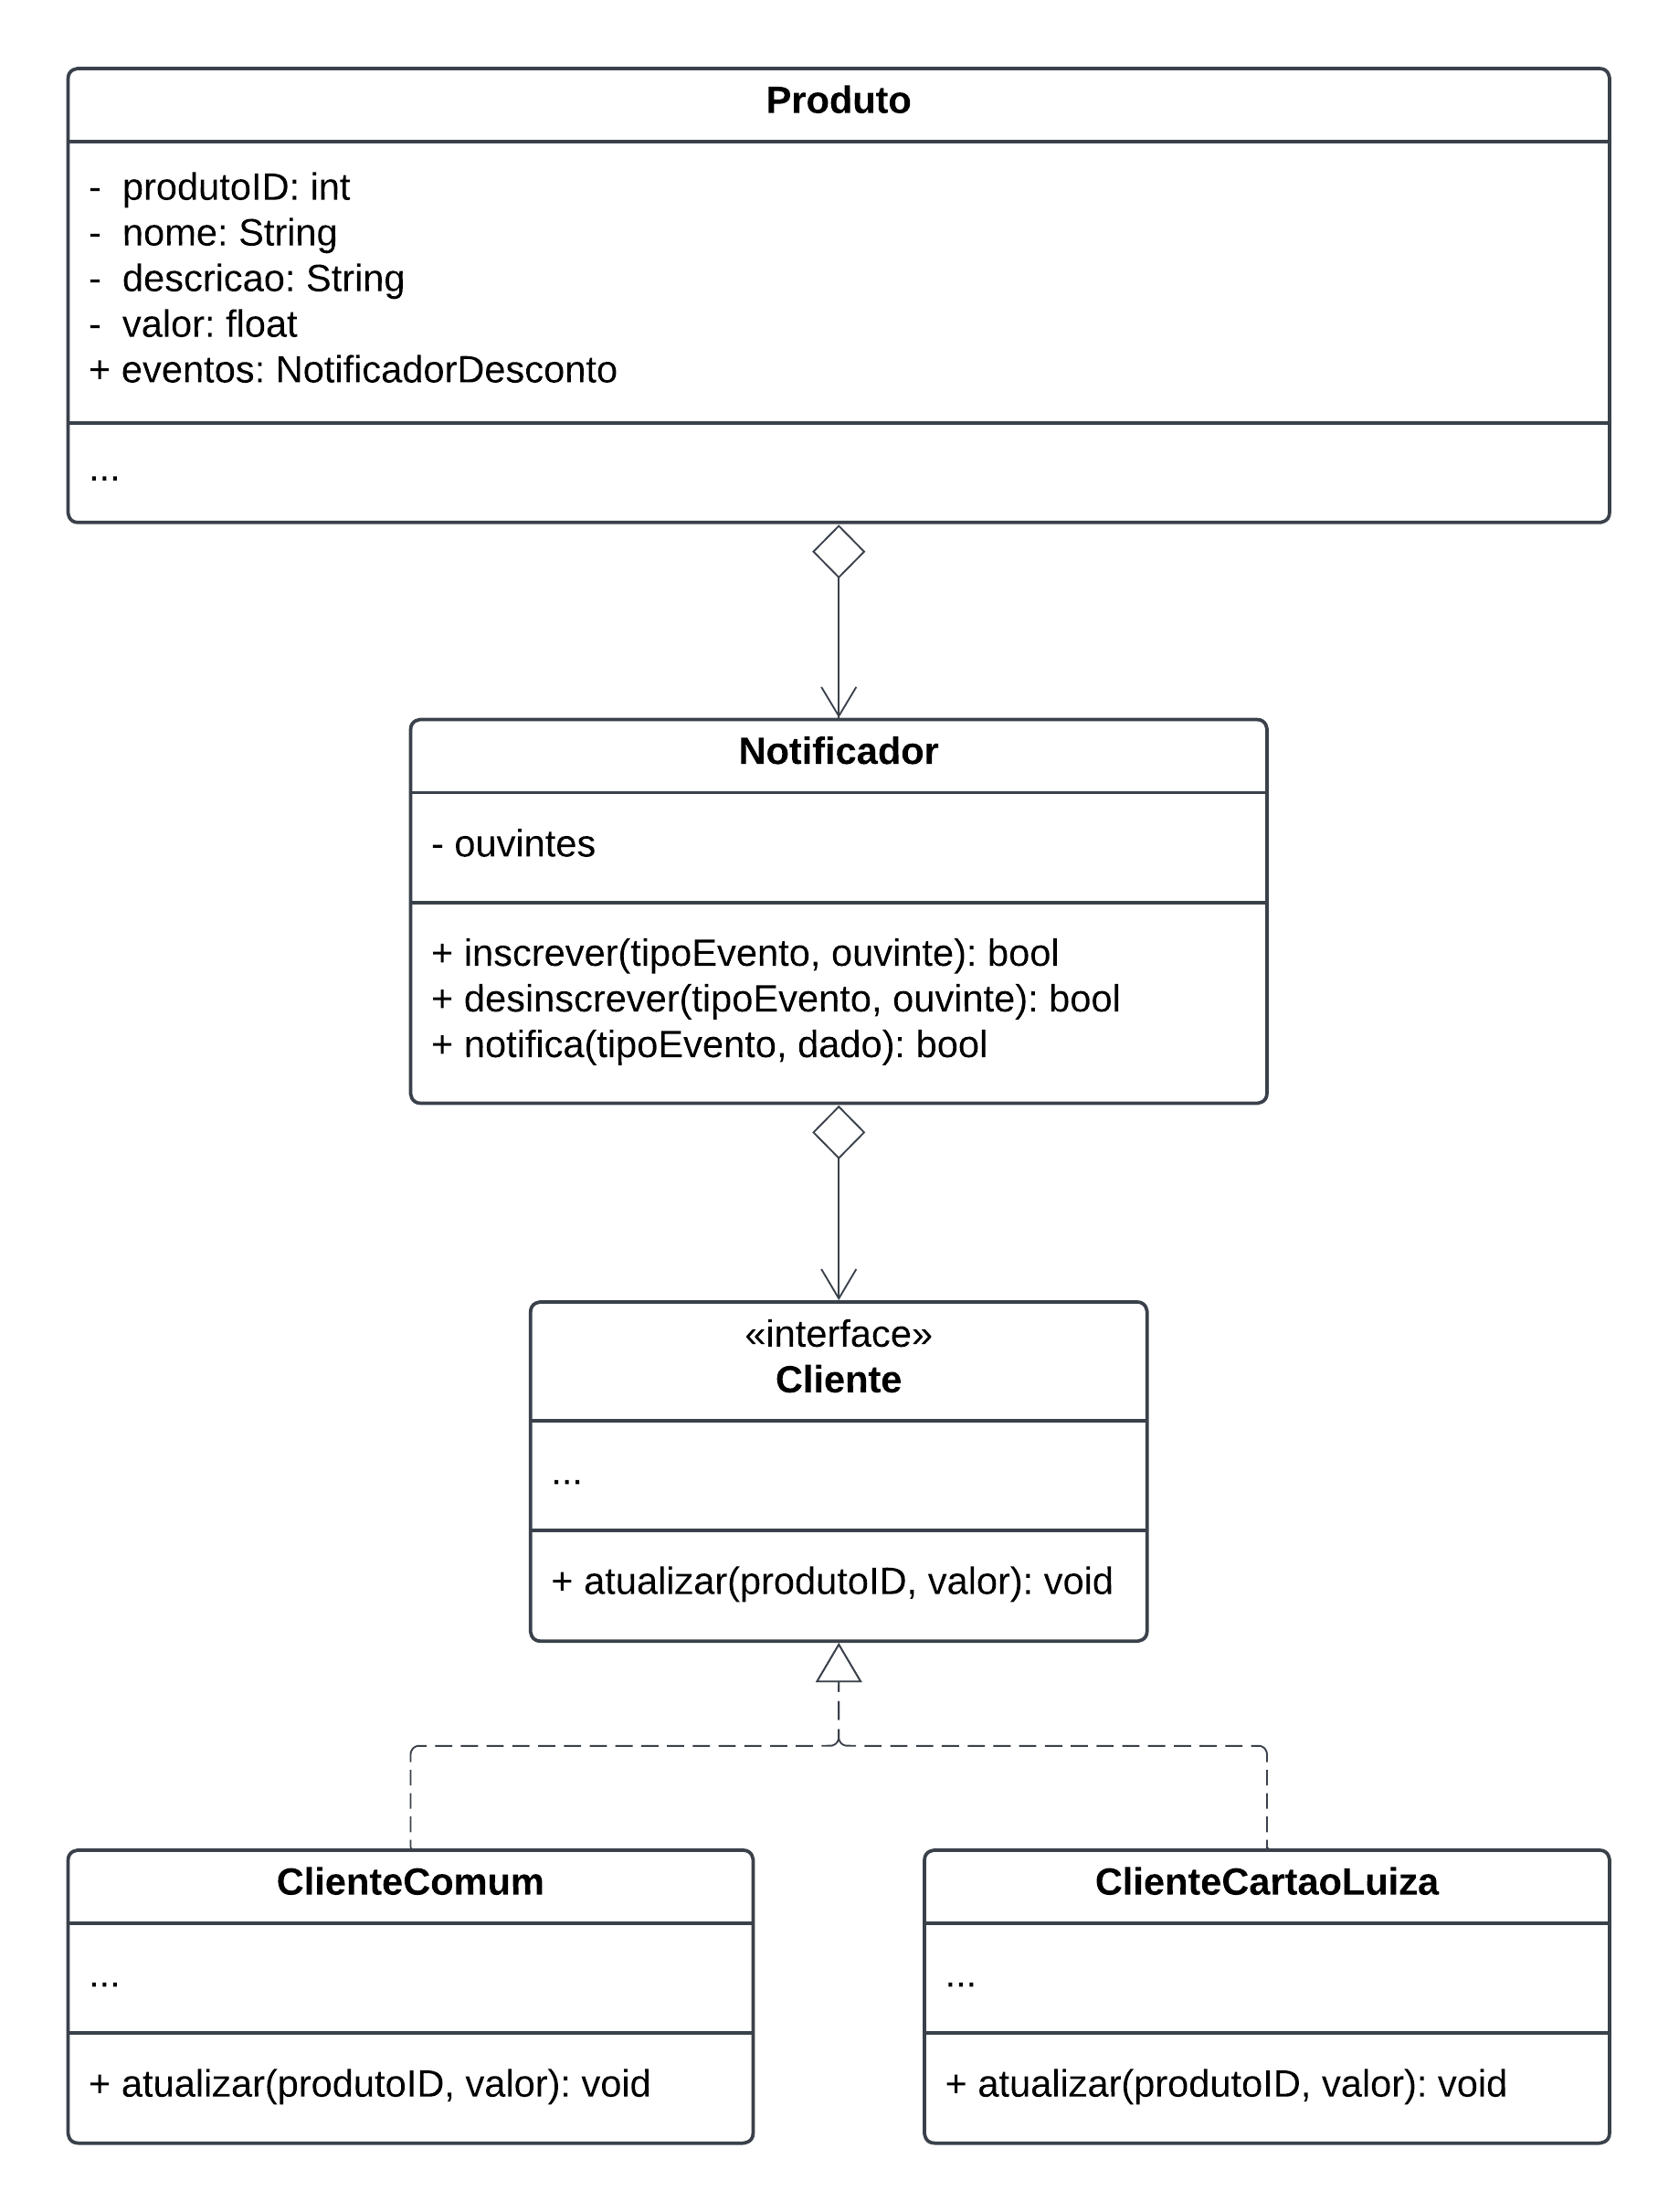 Produto
- produtoID: int
- nome: String
- descricao: String
- valor: float
+ eventos: NotificadorDesconto
...
Notificador
- ouvintes
+ inscrever(tipoEvento, ouvinte): bool
+ desinscrever(tipoEvento, ouvinte): bool
+ notifica(tipoEvento, dado): bool
«interface»
Cliente
...
+ atualizar(produtoID, valor): void
ClienteComum
...
+ atualizar(produtoID, valor): void
ClienteCartaoLuiza
...
+ atualizar(produtoID, valor): void